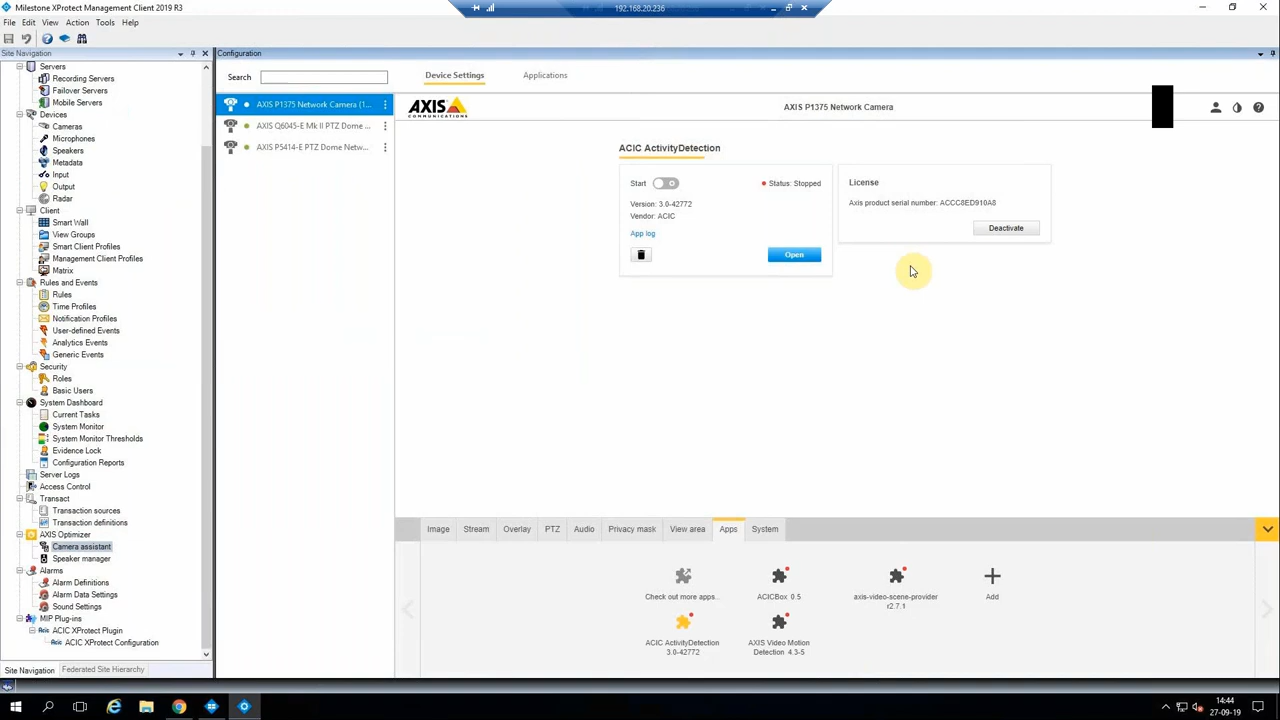 Milestone XProtect Management Client 2019 R3
192.168.20.236
File Edit View Action Tools Help
Site Navigation
Servers
Recording Servers
Failover Servers
Mobile Servers
Devices
Cameras
Microphones
Speakers
Metadata
Input
Output
Radar
Client
Smart Wall
View Groups
Smart Client Profiles
Management Client Profiles
Matrix
Rules and Events
Rules
Time Profiles
Notification Profiles
User-defined Events
Analytics Events
Generic Events
Security
Roles
Basic Users
System Dashboard
Current Tasks
System Monitor
System Monitor Thresholds
Evidence Lock
Configuration Reports
Server Logs
Access Control
Transact
Transaction sources
Transaction definitions
AXIS Optimizer
Camera assistant
Speaker manager
Alarms
Alarm Definitions
Alarm Data Settings
Sound Settings
MIP Plug-ins
ACIC XProtect Plugin
ACIC XProtect Configuration
Site Navigation Federated Site Hierarchy
Configuration
Search
Device Settings Applications
AXIS P1375 Network Camera (1...
AXIS Q6045-E Mk II PTZ Dome ...
AXIS P5414-E PTZ Dome Netw...
AXIS
COMMUNICATIONS
AXIS P1375 Network Camera
ACIC ActivityDetection
Start Status: Stopped
Version: 3.0-42772
Vendor: ACIC
App log
Open
License
Axis product serial number: ACCC8ED910A8
Deactivate
Image Stream Overlay PTZ Audio Privacy mask View area Apps System
Check out more apps...
ACICBox 0.5
axis-video-scene-provider
r2.7.1
Add
ACIC ActivityDetection
3.0-42772
AXIS Video Motion
Detection 4.3-5
14:44
27-09-19